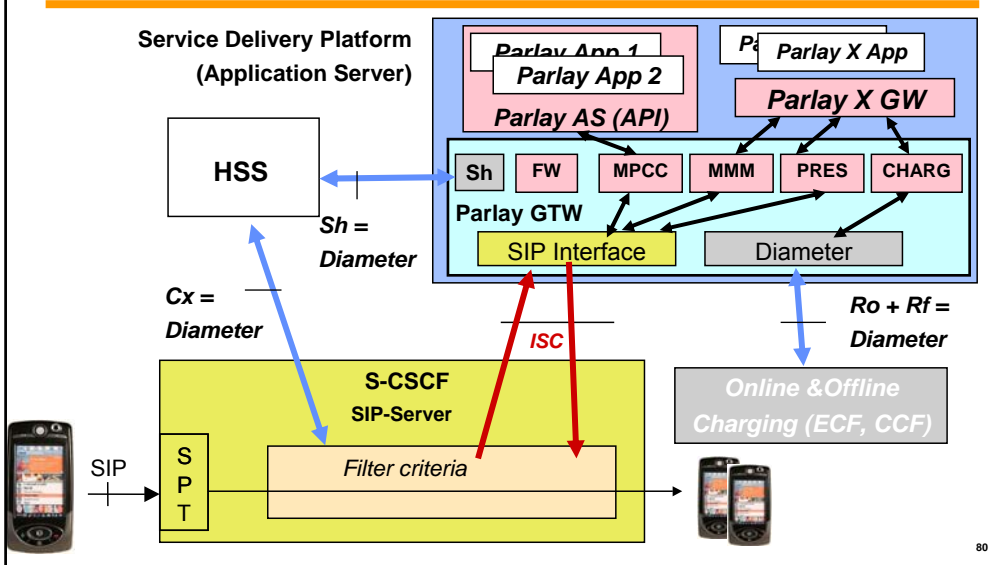 Service Delivery Platform
(Application Server)
Parlay App 1
Parlay App 2
Parlay AS (API)
Parlay X App
Parlay X GW
HSS
Sh
FW
MPCC
MMM
PRES
CHARG
Parlay GTW
SIP Interface
Diameter
Sh =
Diameter
Cx =
Diameter
ISC
Ro + Rf =
Diameter
S-CSCF
SIP-Server
Online &Offline
Charging (ECF, CCF)
SIP
S
P
T
Filter criteria
80